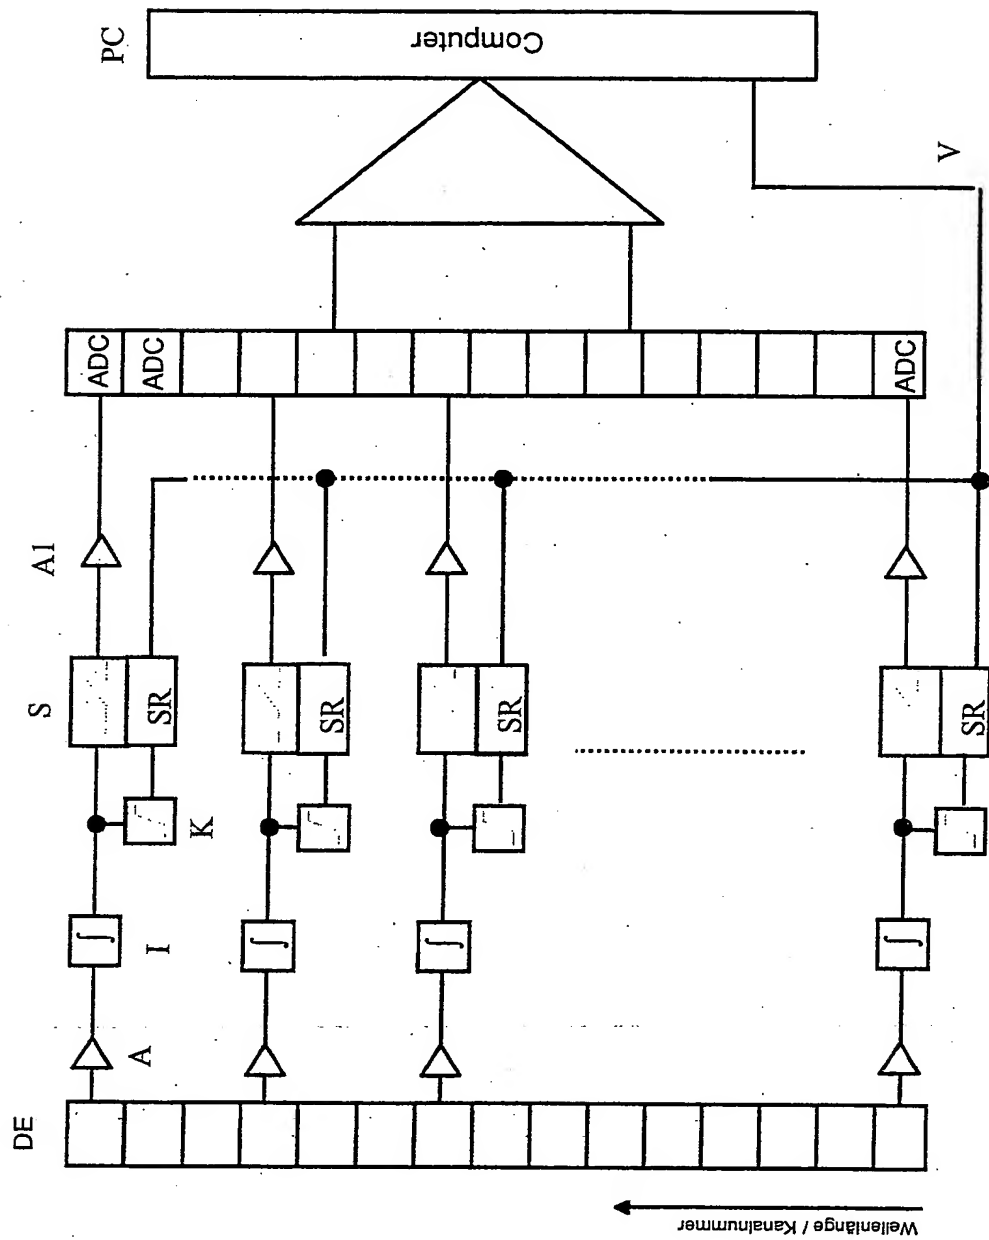 PC
Computer
V
ADC
ADC
ADC
A1
S
SR
SR
SR
SR
K
I
∫
∫
∫
∫
A
DE
Wellenlänge / Kanalnummer